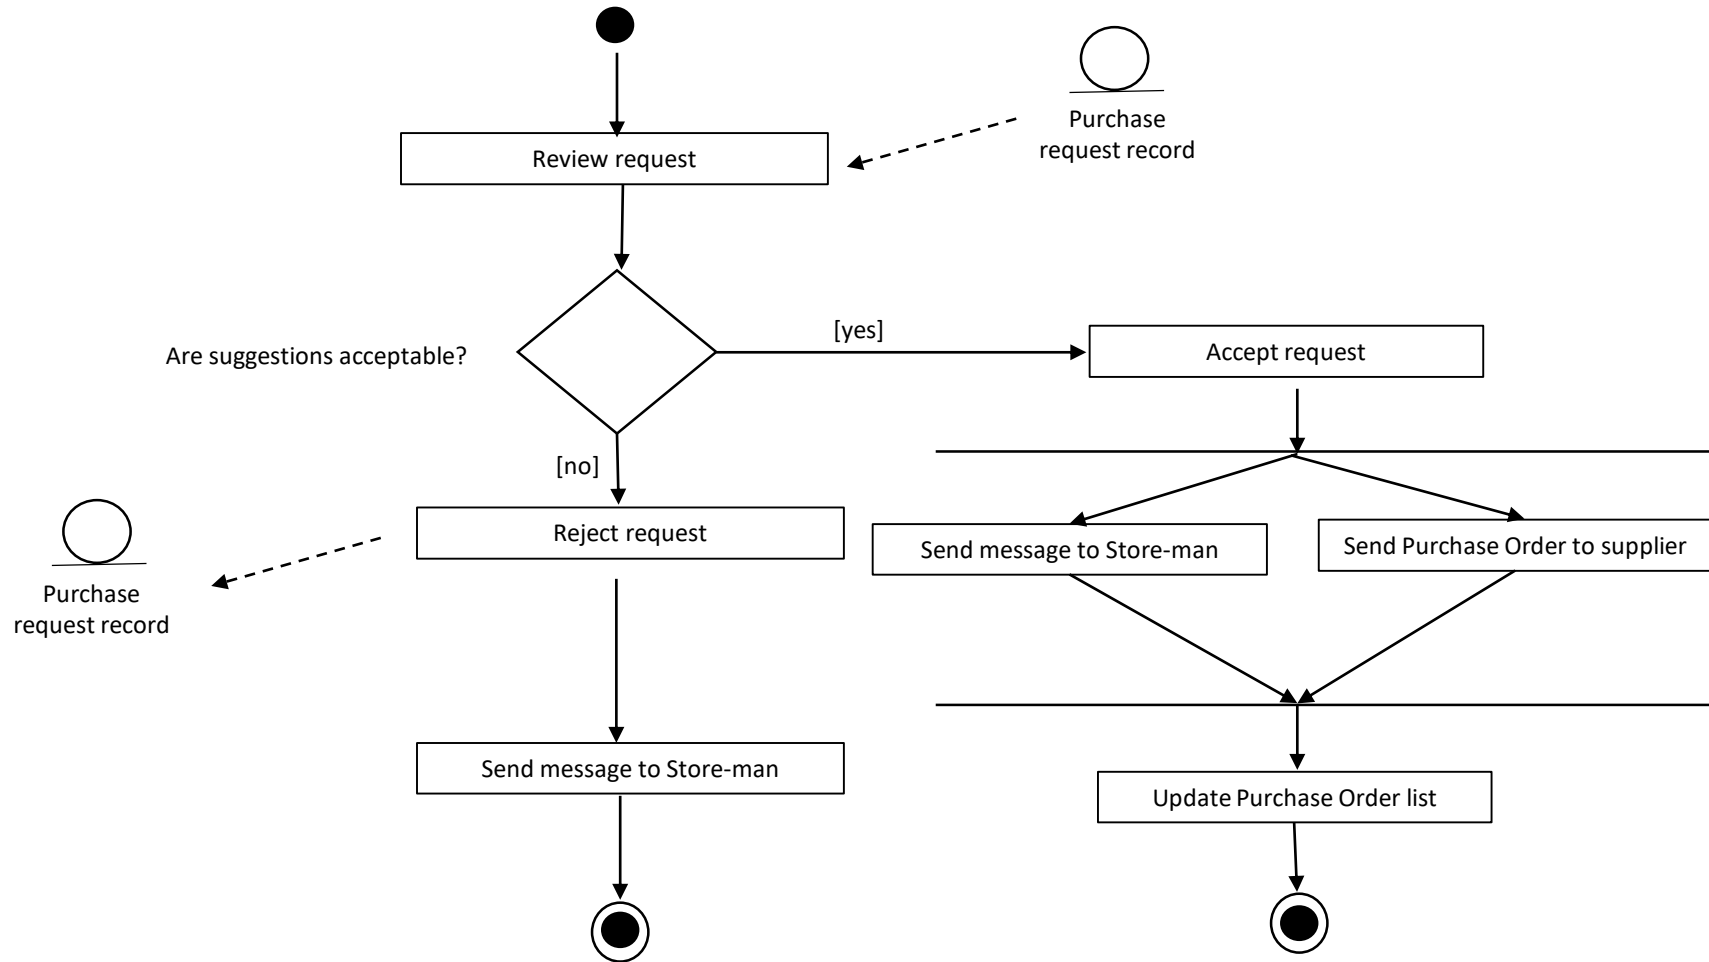 Purchase
request record
Review request
[yes]
Are suggestions acceptable?
Accept request
[no]
Reject request
Send message to Store-man
Send Purchase Order to supplier
Purchase
request record
Send message to Store-man
Update Purchase Order list